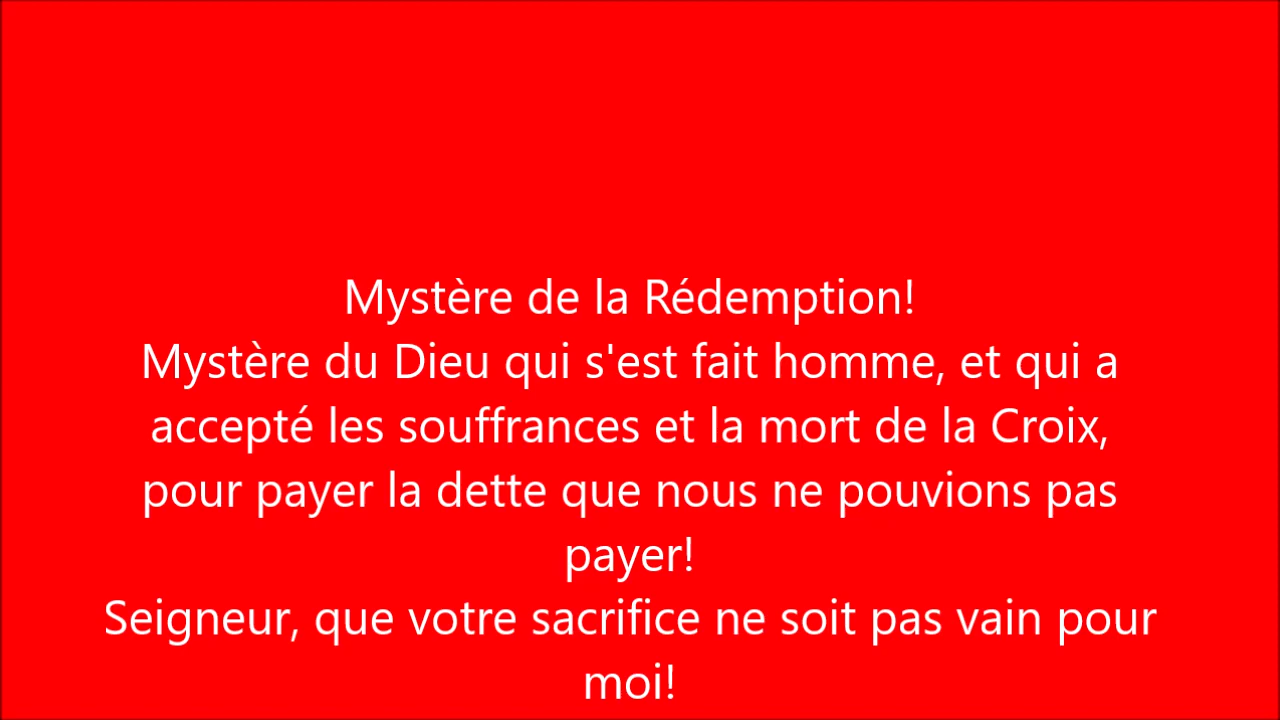 Mystère de la Rédemption!
Mystère du Dieu qui s'est fait homme, et qui a
accepté les souffrances et la mort de la Croix,
pour payer la dette que nous ne pouvions pas
payer!
Seigneur, que votre sacrifice ne soit pas vain pour
moi!